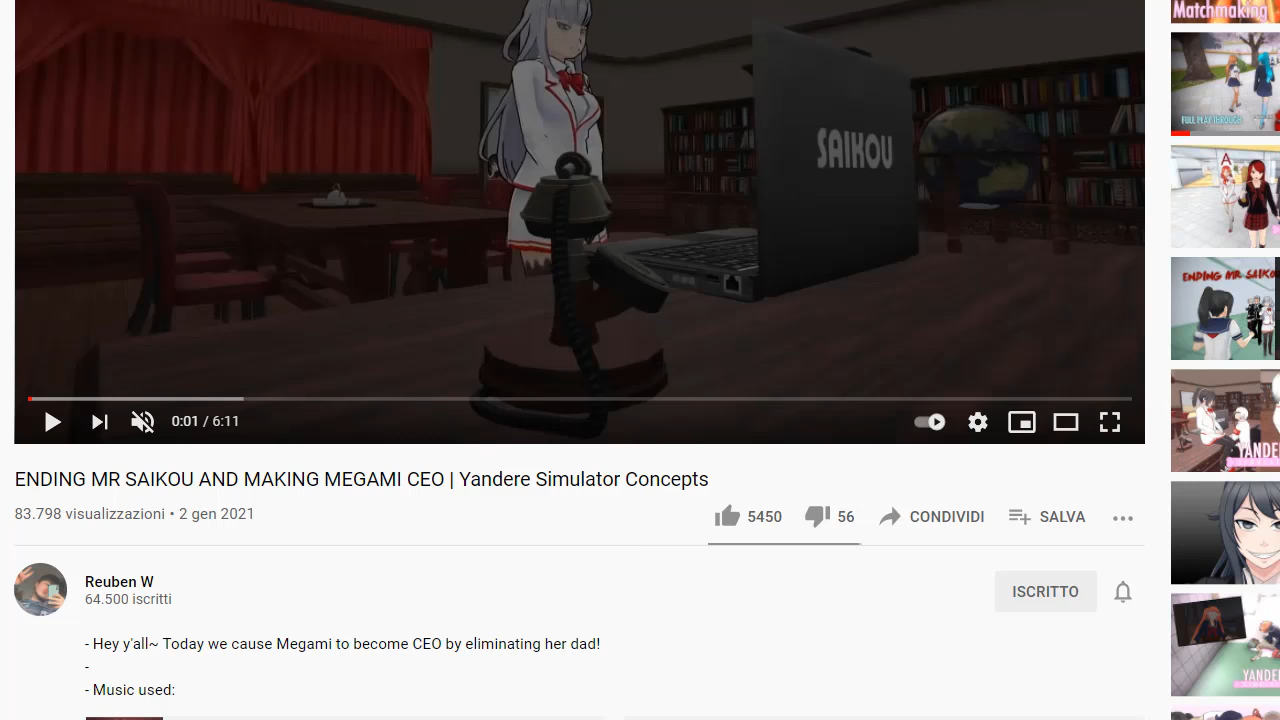 Matchmaking
SAIKOU
FULL PLAYTHROUGH
A
ENDING MR SAIKO
0:01 / 6:11
YANDE
ENDING MR SAIKOU AND MAKING MEGAMI CEO | Yandere Simulator Concepts
83.798 visualizzazioni • 2 gen 2021
5450
56
CONDIVIDI
SALVA
Reuben W
64.500 iscritti
ISCRITTO
- Hey y'all~ Today we cause Megami to become CEO by eliminating her dad!
-
- Music used:
YANDE